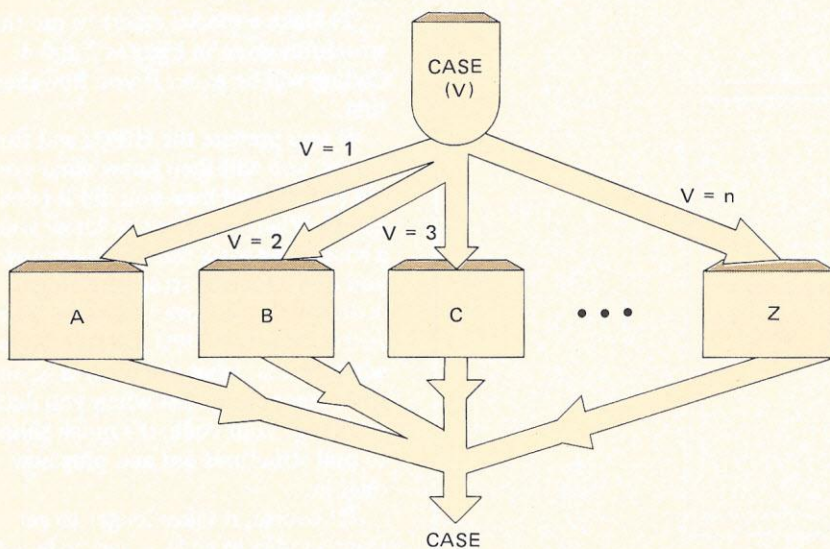 CASE
(V)
V = 1
V = 2
V = 3
V = n
A
B
C
• • •
Z
CASE